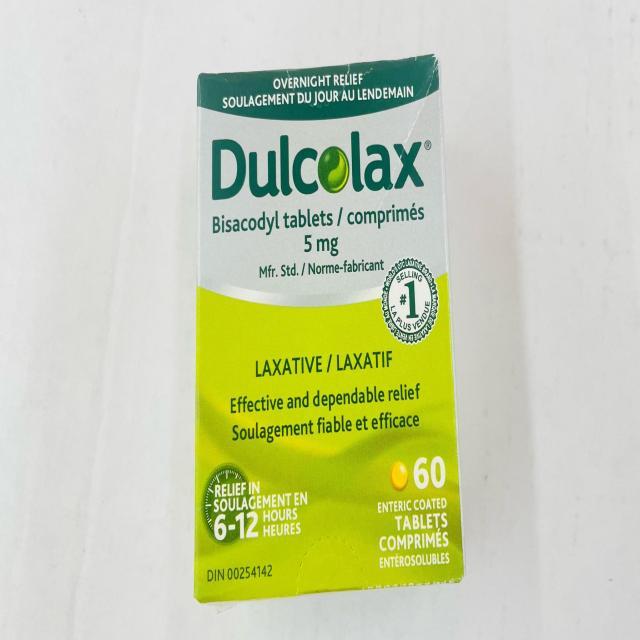 OVERNIGHT RELIEF
SOULAGEMENT DU JOUR AU LENDEMAIN
Dulcolax®
Bisacodyl tablets / comprimés
5 mg
Mfr. Std. / Norme-fabricant
SELLING
#1
LA PLUS VENDUE
LAXATIVE / LAXATIF
Effective and dependable relief
Soulagement fiable et efficace
RELIEF IN
SOULAGEMENT EN
6-12 HOURS
HEURES
60
ENTERIC COATED
TABLETS
COMPRIMÉS
ENTÉROSOLUBLES
DIN 00254142